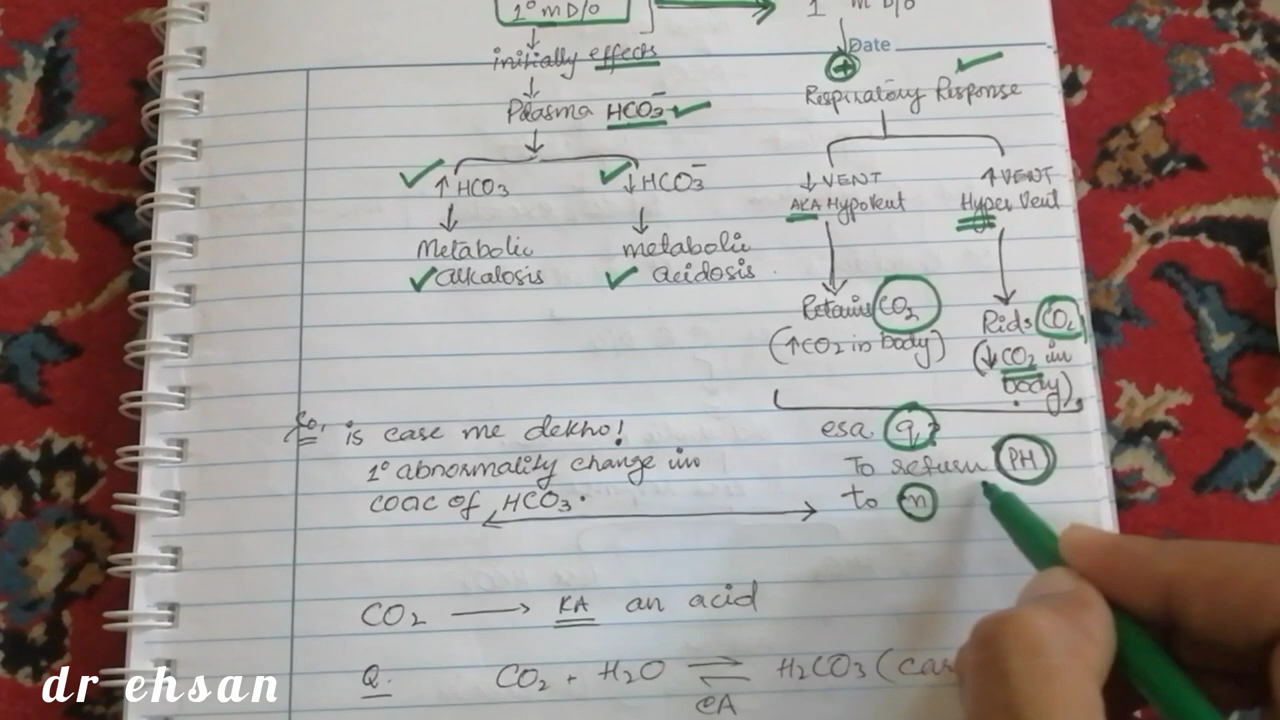 1° m D/o
1° m D/o
initially effects
Date
+
Plasma HCO3⁻
Respiratory Response
↑ HCO3
↓ HCO3⁻
↓ VENT
AKA Hypovent
↑ VENT
Hyper Vent
Metabolic
alkalosis
metabolic
acidosis
Retains CO2
(↑CO2 in body)
Rids CO2
(↓ CO2 in
body)
So, is case me dekho!
1° abnormality change in
conc of HCO3⁻
esa q?
To return PH
to n
CO2 → KA an acid
Q. CO2 + H2O ⇌ H2CO3 (car
CA
dr ehsan